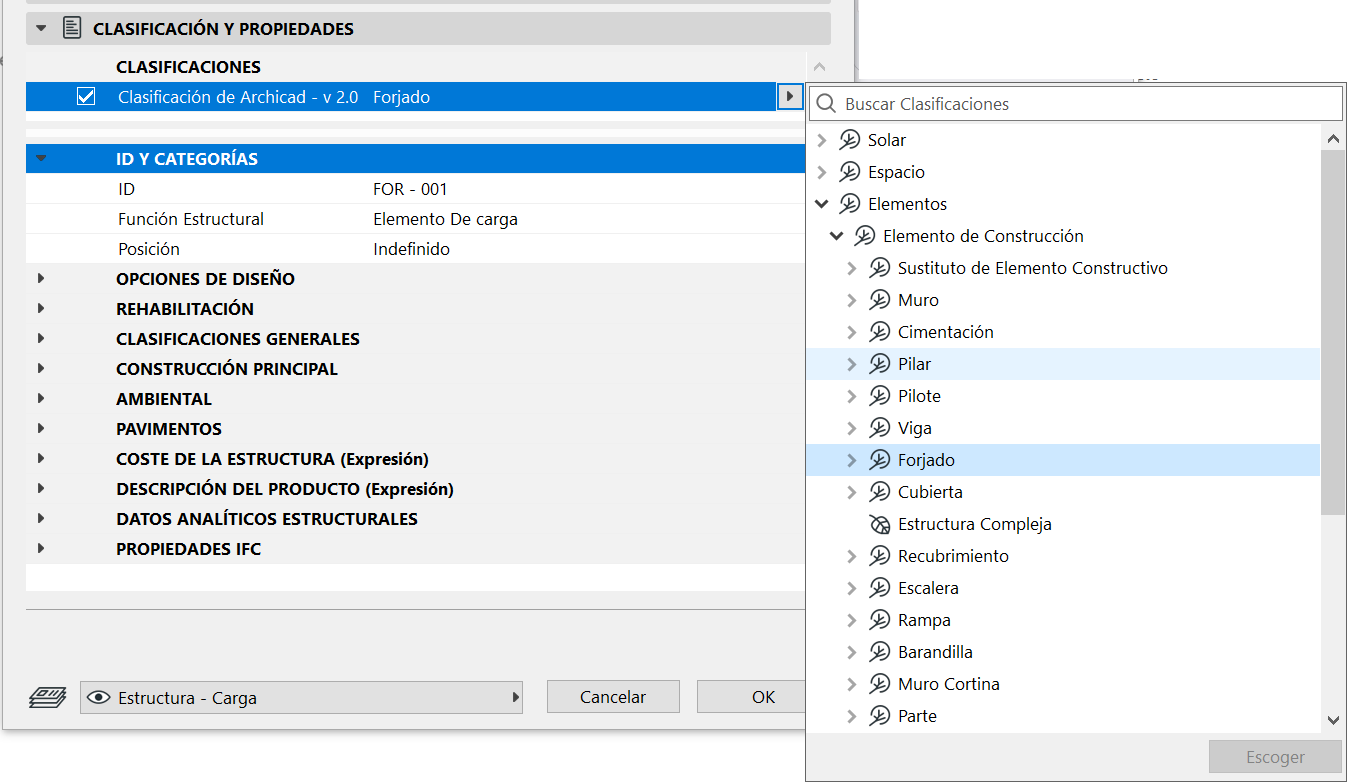 CLASIFICACIÓN Y PROPIEDADES
CLASIFICACIONES
Clasificación de Archicad - v 2.0 Forjado
ID Y CATEGORÍAS
ID FOR - 001
Función Estructural Elemento De carga
Posición Indefinido
OPCIONES DE DISEÑO
REHABILITACIÓN
CLASIFICACIONES GENERALES
CONSTRUCCIÓN PRINCIPAL
AMBIENTAL
PAVIMENTOS
COSTE DE LA ESTRUCTURA (Expresión)
DESCRIPCIÓN DEL PRODUCTO (Expresión)
DATOS ANALÍTICOS ESTRUCTURALES
PROPIEDADES IFC
Estructura - Carga
Cancelar
OK
Buscar Clasificaciones
Solar
Espacio
Elementos
Elemento de Construcción
Sustituto de Elemento Constructivo
Muro
Cimentación
Pilar
Pilote
Viga
Forjado
Cubierta
Estructura Compleja
Recubrimiento
Escalera
Rampa
Barandilla
Muro Cortina
Parte
Escoger